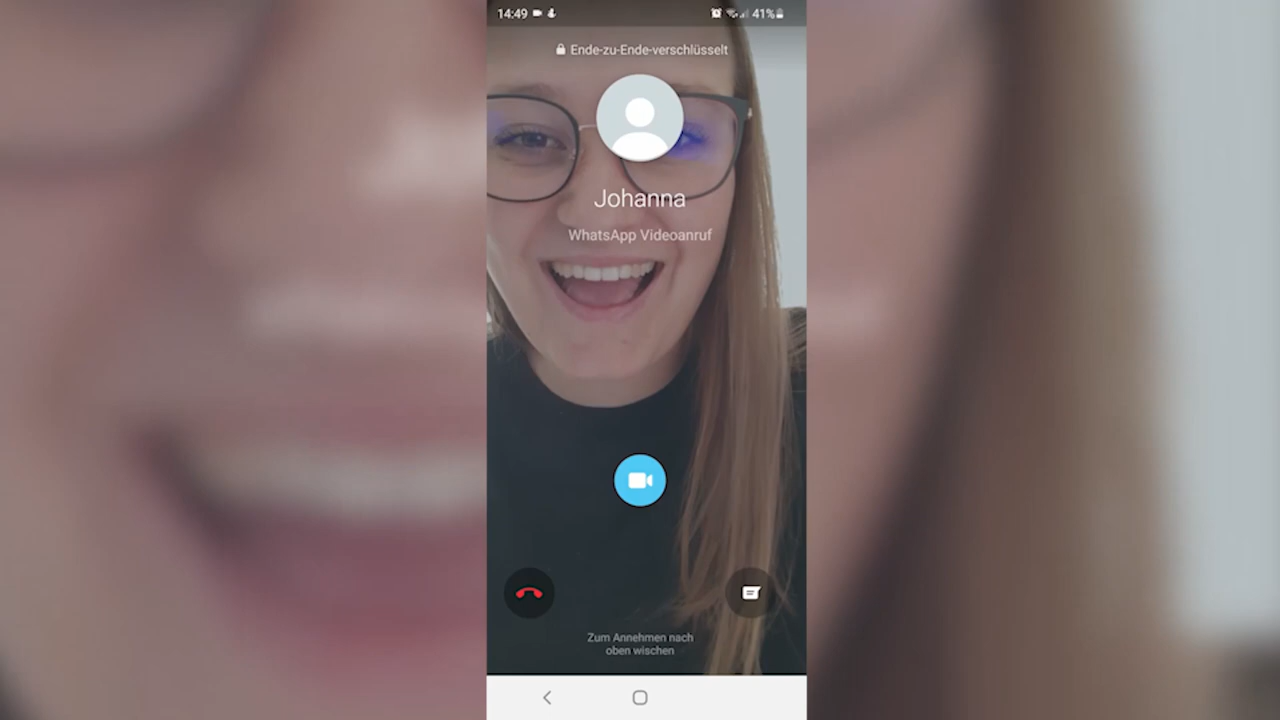 14:49 41%
Ende-zu-Ende-verschlüsselt
Johanna
WhatsApp Videoanruf
Zum Annehmen nach
oben wischen